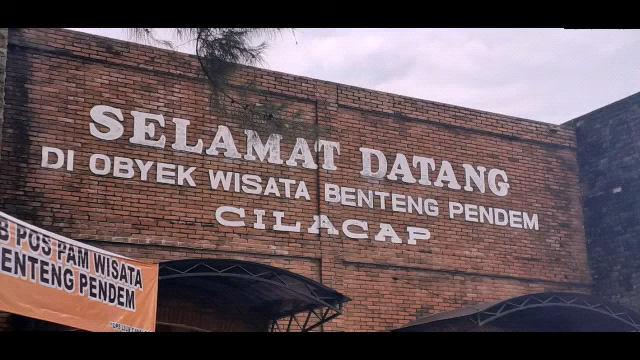 SELAMAT DATANG
DI OBYEK WISATA BENTENG PENDEM
CILACAP
B POS PAM WISATA
ENTENG PENDEM